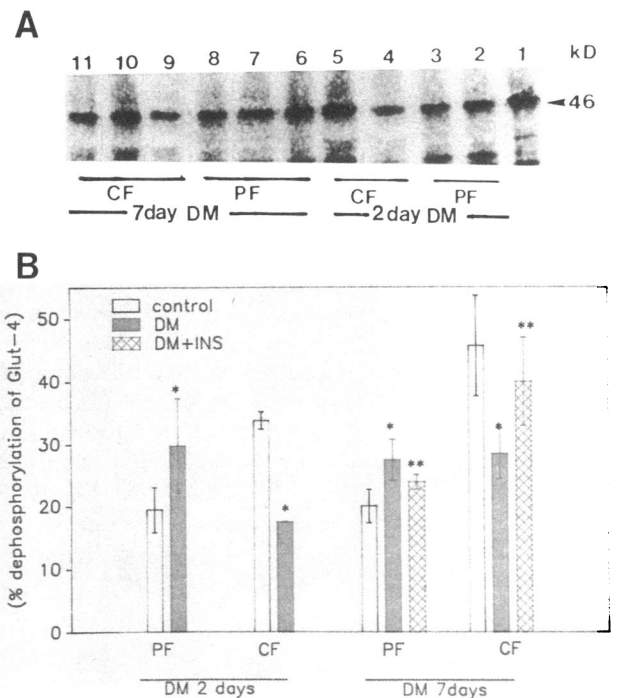 A
11 10 9 8 7 6 5 4 3 2 1 kD
46
CF PF CF PF
7day DM 2day DM
B
control
DM
DM+INS
(% dephosphorylation of Glut-4)
50
40
30
20
10
0
* * * ** * **
PF CF PF CF
DM 2 days DM 7days